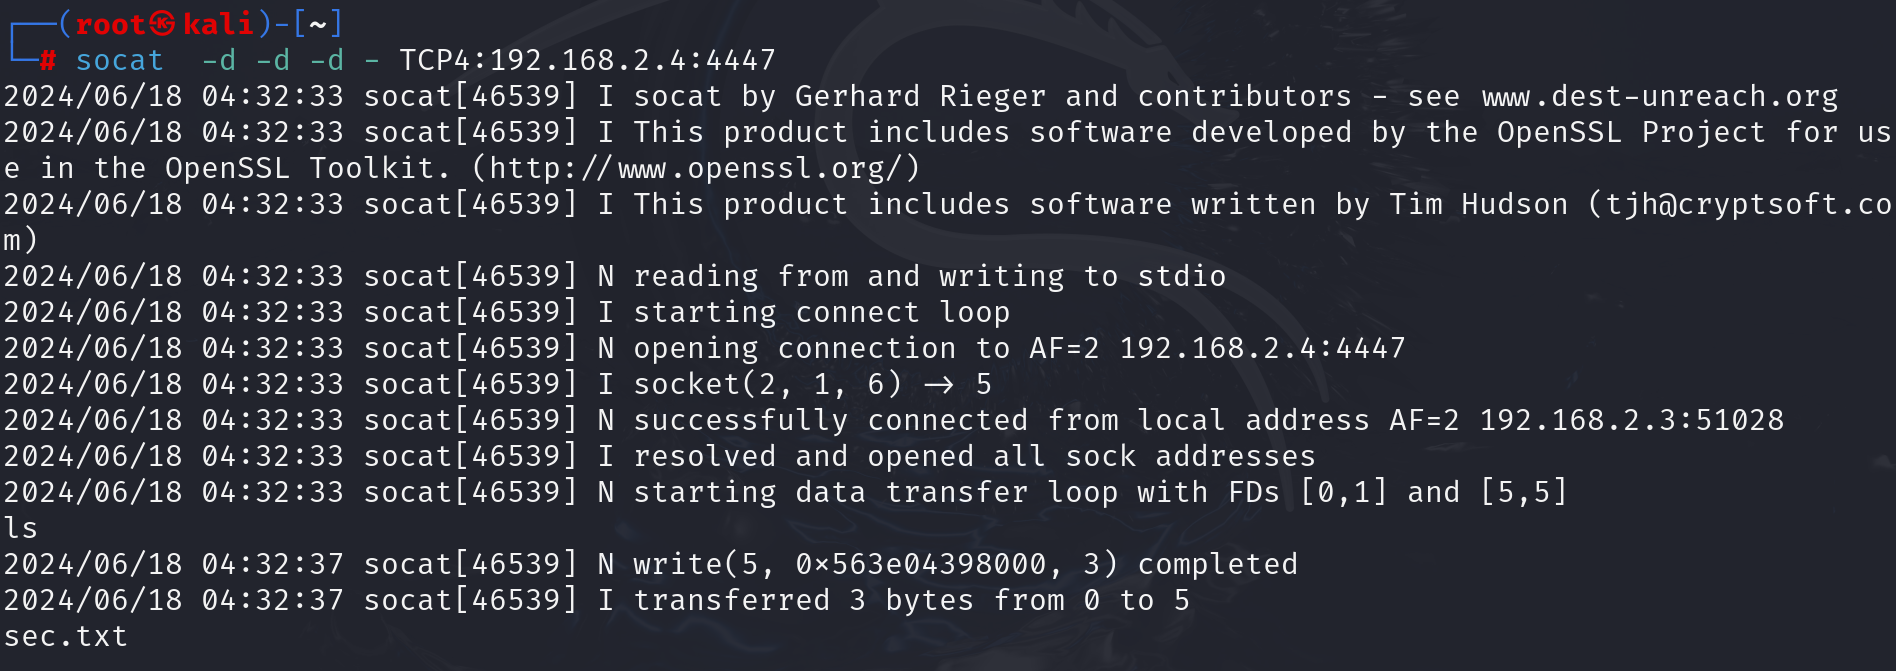 ┌──(root㉿kali)-[~]
└─# socat  -d -d -d - TCP4:192.168.2.4:4447
2024/06/18 04:32:33 socat[46539] I socat by Gerhard Rieger and contributors - see www.dest-unreach.org
2024/06/18 04:32:33 socat[46539] I This product includes software developed by the OpenSSL Project for us
e in the OpenSSL Toolkit. (http://www.openssl.org/)
2024/06/18 04:32:33 socat[46539] I This product includes software written by Tim Hudson (tjh@cryptsoft.co
m)
2024/06/18 04:32:33 socat[46539] N reading from and writing to stdio
2024/06/18 04:32:33 socat[46539] I starting connect loop
2024/06/18 04:32:33 socat[46539] N opening connection to AF=2 192.168.2.4:4447
2024/06/18 04:32:33 socat[46539] I socket(2, 1, 6) -> 5
2024/06/18 04:32:33 socat[46539] N successfully connected from local address AF=2 192.168.2.3:51028
2024/06/18 04:32:33 socat[46539] I resolved and opened all sock addresses
2024/06/18 04:32:33 socat[46539] N starting data transfer loop with FDs [0,1] and [5,5]
ls
2024/06/18 04:32:37 socat[46539] N write(5, 0x563e04398000, 3) completed
2024/06/18 04:32:37 socat[46539] I transferred 3 bytes from 0 to 5
sec.txt